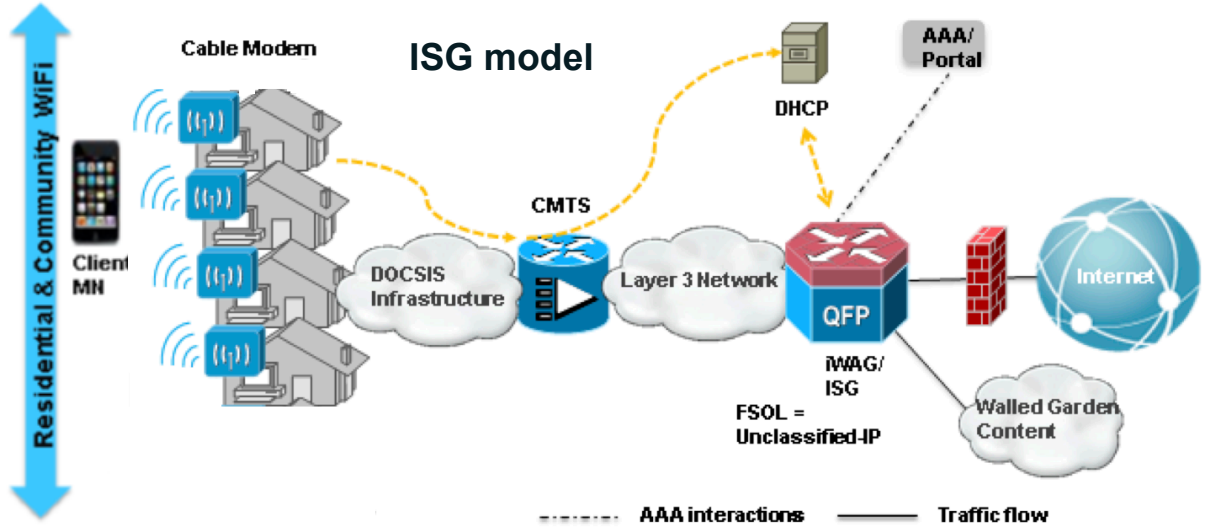 ISG model
Residential & Community WiFi
Cable Modern
Client
MN
DOCSIS
Infrastructure
CMTS
Layer 3 Network
DHCP
AAA/
Portal
QFP
iWAG/
ISG
FSOL =
Unclassified-IP
Internet
Walled Garden
Content
AAA interactions
Traffic flow